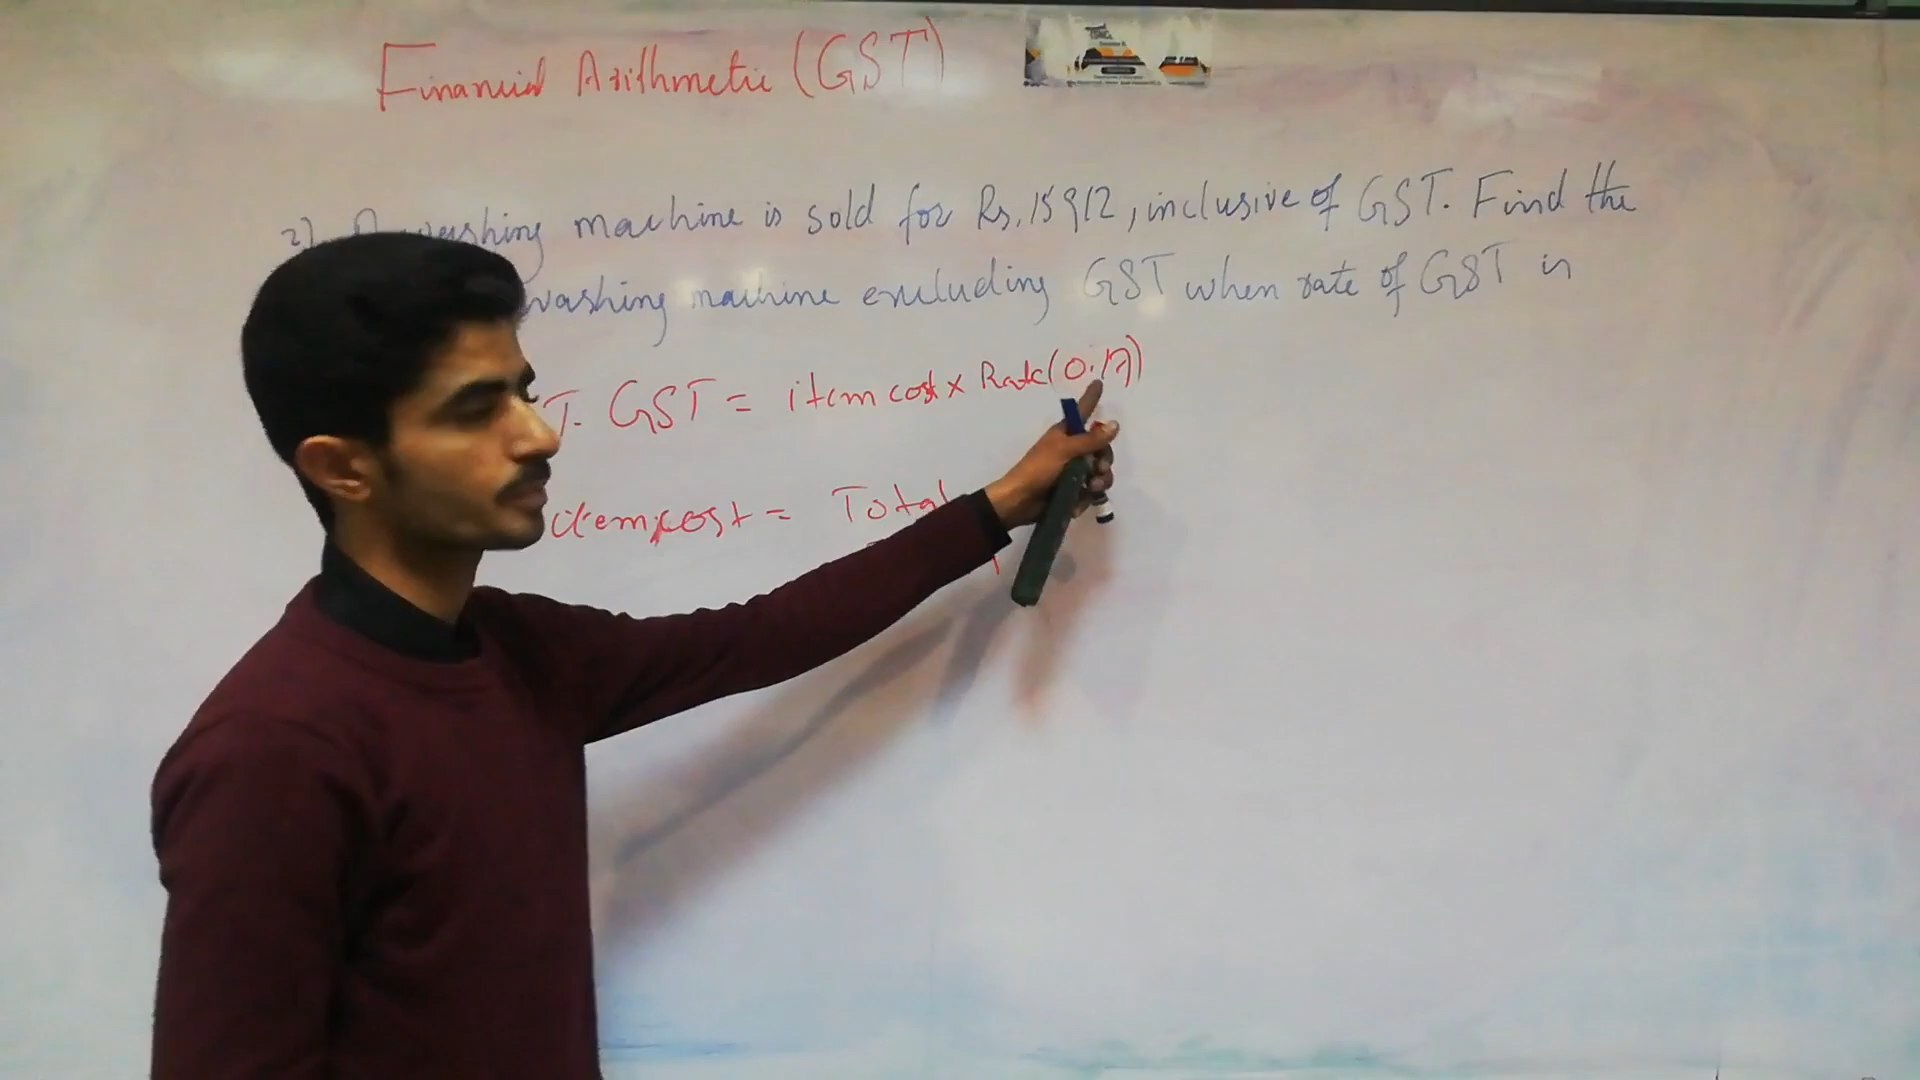 Financial Arithmetic (GST)
2) A washing machine is sold for Rs. 15912, inclusive of GST. Find the
washing machine excluding GST when rate of GST is
T. GST = item cost x Rate (0.17)
item cost = Total